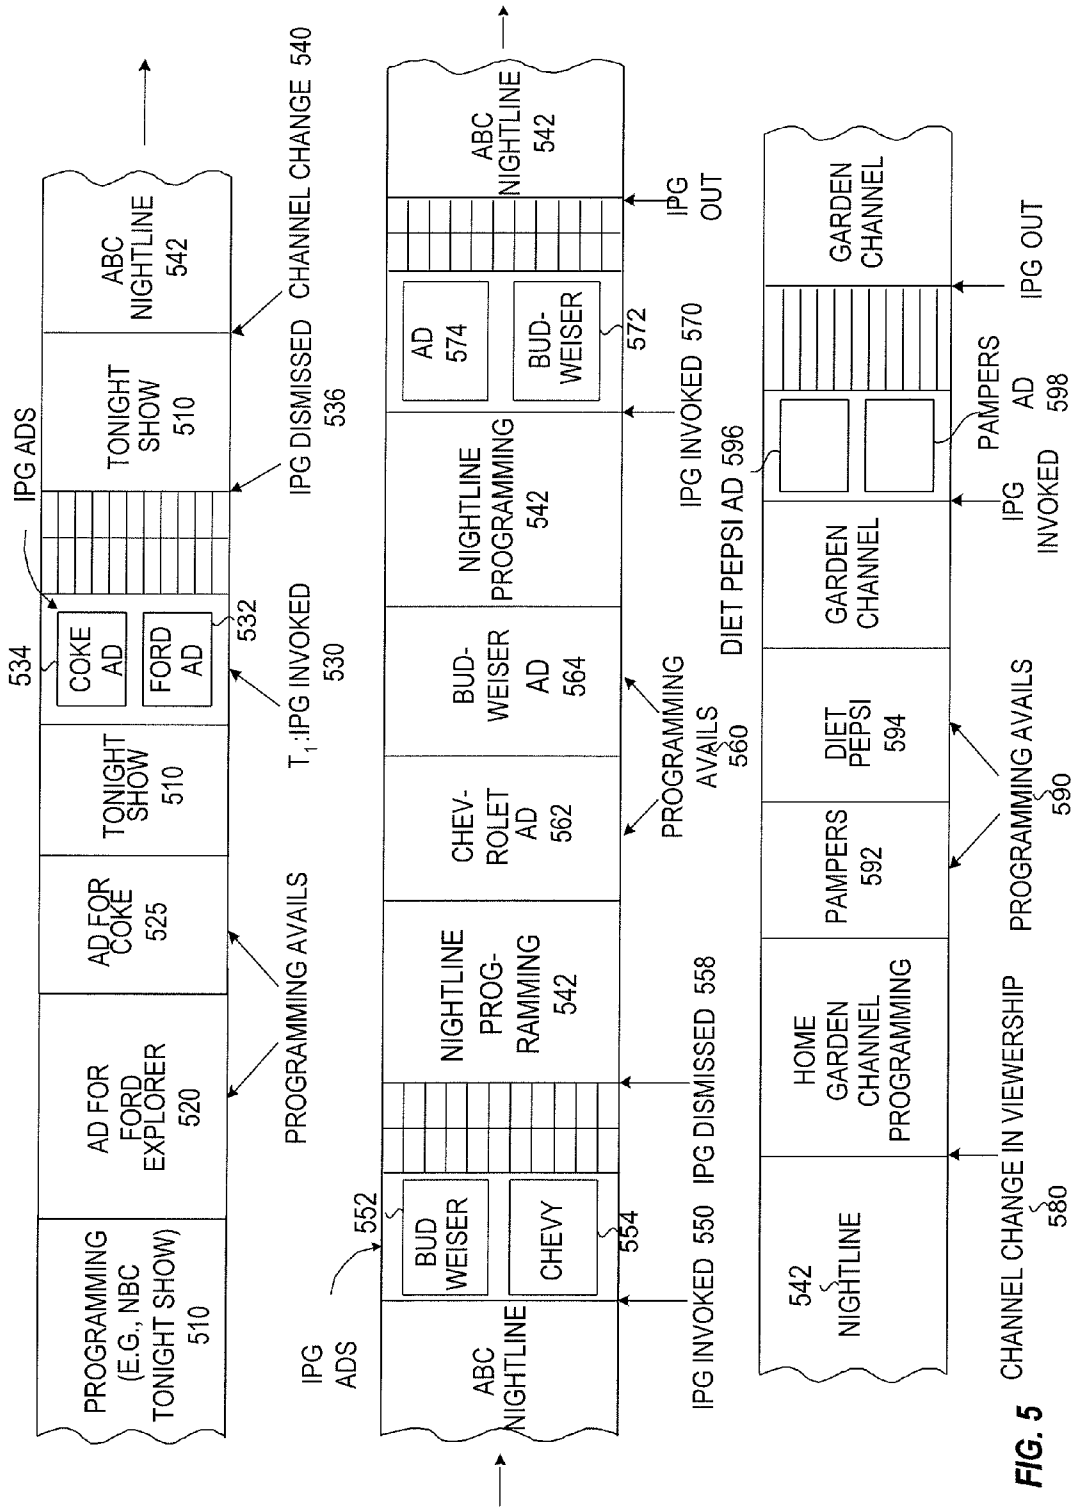 IPG ADS
534
PROGRAMMING
(E.G., NBC
TONIGHT SHOW)
510
AD FOR
FORD
EXPLORER
520
AD FOR
COKE
525
TONIGHT
SHOW
510
COKE
AD
FORD
AD
532
TONIGHT
SHOW
510
ABC
NIGHTLINE
542
PROGRAMMING AVAILS
T1:IPG INVOKED
530
IPG DISMISSED
536
CHANNEL CHANGE 540
IPG
ADS
552
ABC
NIGHTLINE
BUD
WEISER
CHEVY
554
NIGHTLINE
PROG-
RAMMING
542
CHEV-
ROLET
AD
562
BUD-
WEISER
AD
564
NIGHTLINE
PROGRAMMING
542
AD
574
BUD-
WEISER
572
ABC
NIGHTLINE
542
IPG INVOKED 550
IPG DISMISSED 558
PROGRAMMING
AVAILS
560
IPG INVOKED 570
IPG
OUT
DIET PEPSI AD 596
542
NIGHTLINE
HOME
GARDEN
CHANNEL
PROGRAMMING
PAMPERS
592
DIET
PEPSI
594
GARDEN
CHANNEL
GARDEN
CHANNEL
CHANNEL CHANGE IN VIEWERSHIP
580
PROGRAMMING AVAILS
590
IPG
INVOKED
PAMPERS
AD
598
IPG OUT
FIG. 5